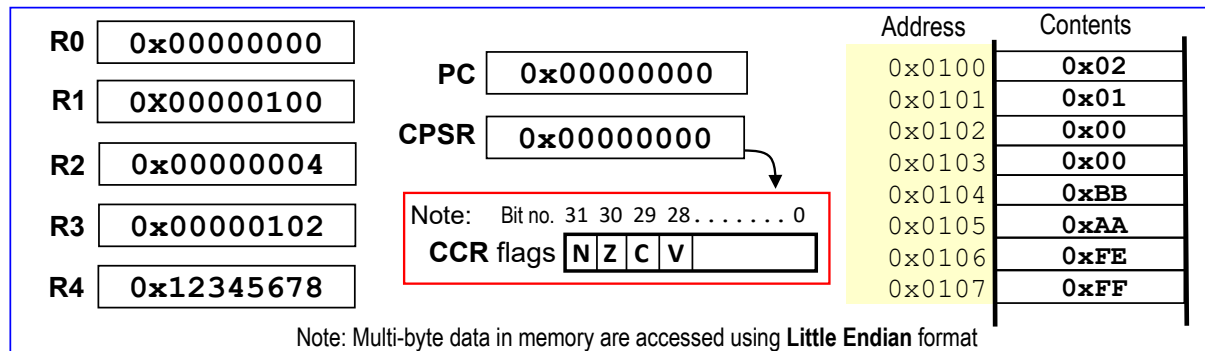 R0 0x00000000
R1 0X00000100
R2 0x00000004
R3 0x00000102
R4 0x12345678
PC 0x00000000
CPSR 0x00000000
Note: Bit no. 31 30 29 28.......0
CCR flags N Z C V
Address Contents
0x0100 0x02
0x0101 0x01
0x0102 0x00
0x0103 0x00
0x0104 0xBB
0x0105 0xAA
0x0106 0xFE
0x0107 0xFF
Note: Multi-byte data in memory are accessed using Little Endian format